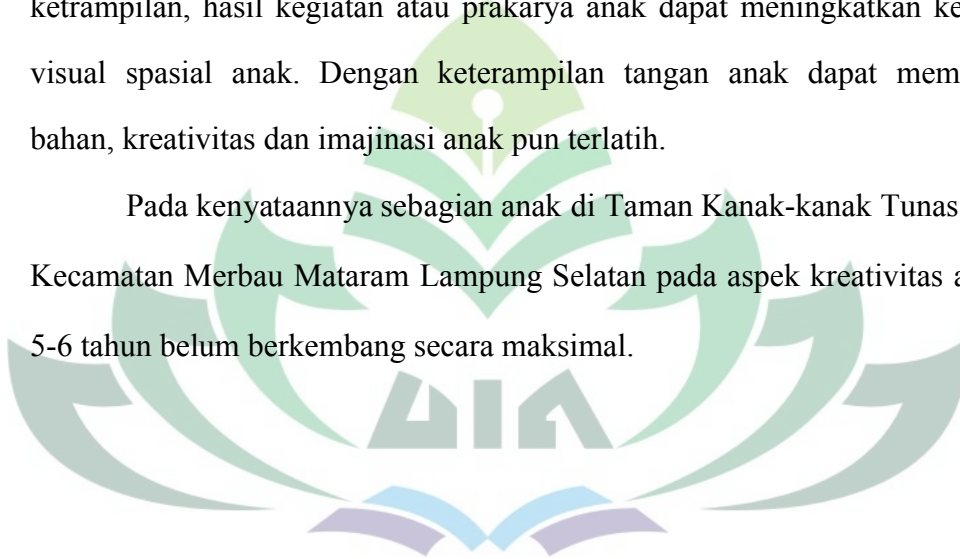 ketrampilan, hasil kegiatan atau prakarya anak dapat meningkatkan
visual spasial anak. Dengan keterampilan tangan anak dapat
bahan, kreativitas dan imajinasi anak pun terlatih.
Pada kenyataannya sebagian anak di Taman Kanak-kanak Tunas
Kecamatan Merbau Mataram Lampung Selatan pada aspek kreativitas
5-6 tahun belum berkembang secara maksimal.
UIN